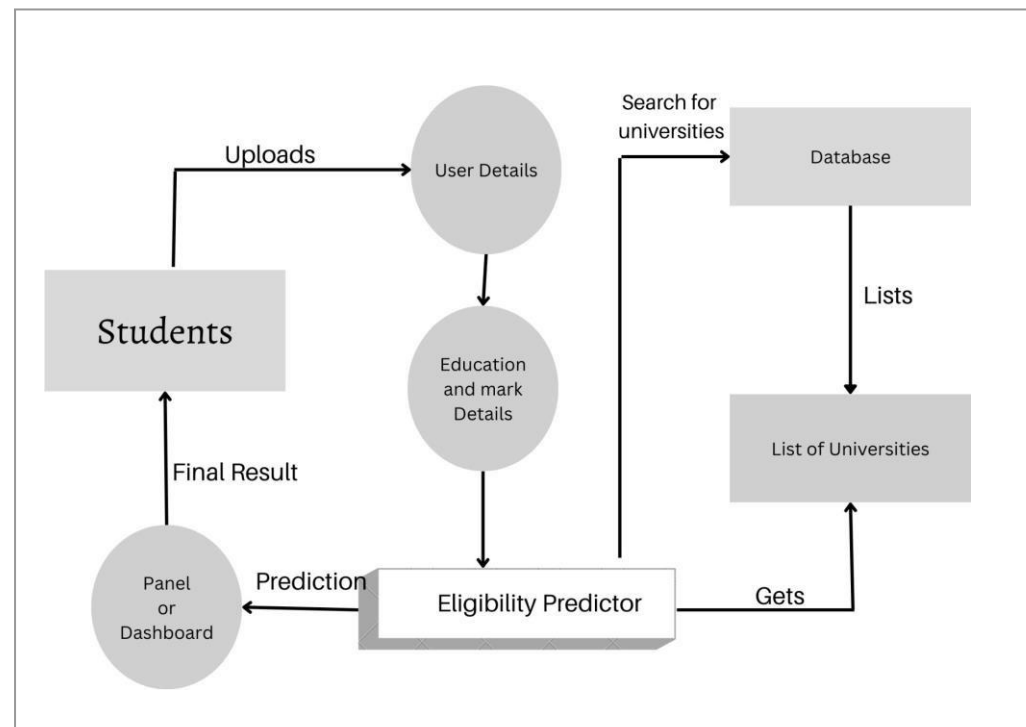 Search for
universities
Database
Uploads
User Details
Students
Lists
Education
and mark
Details
List of Universities
Final Result
Panel
or
Dashboard
Prediction
Eligibility Predictor
Gets